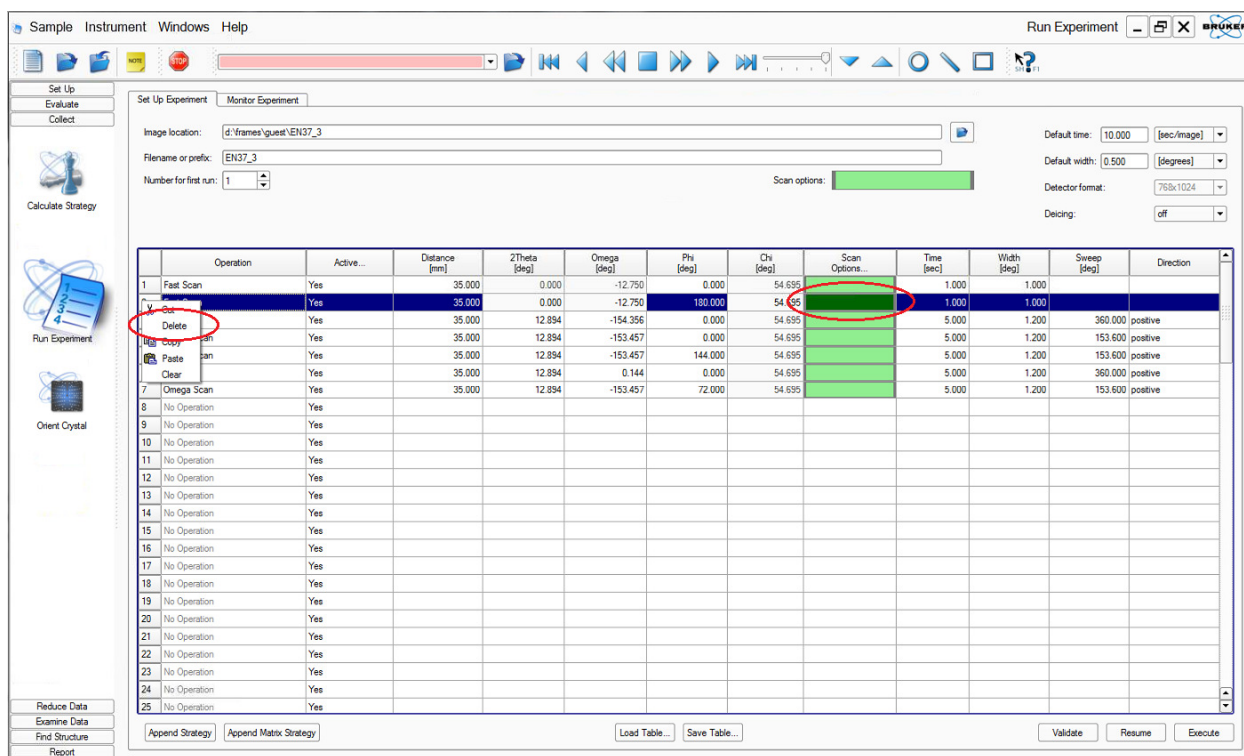 Sample Instrument Windows Help Run Experiment BRUKER
NOTE STOP
Set Up
Evaluate
Collect
Calculate Strategy
Run Experiment
Orient Crystal
Reduce Data
Examine Data
Find Structure
Report
Set Up Experiment Monitor Experiment
Image location: d:\frames\guest\EN37_3
Filename or prefix: EN37_3
Number for first run: 1
Scan options:
Default time: 10.000 [sec/image]
Default width: 0.500 [degrees]
Detector format: 768x1024
Deicing: off
Operation Active... Distance [mm] 2Theta [deg] Omega [deg] Phi [deg] Chi [deg] Scan Options... Time [sec] Width [deg] Sweep [deg] Direction
1 Fast Scan Yes 35.000 0.000 -12.750 0.000 54.695 1.000 1.000
Yes 35.000 0.000 -12.750 180.000 54.695 1.000 1.000
Yes 35.000 12.894 -154.356 0.000 54.695 5.000 1.200 360.000 positive
Yes 35.000 12.894 -153.457 0.000 54.695 5.000 1.200 153.600 positive
Yes 35.000 12.894 -153.457 144.000 54.695 5.000 1.200 153.600 positive
Yes 35.000 12.894 0.144 0.000 54.695 5.000 1.200 360.000 positive
7 Omega Scan Yes 35.000 12.894 -153.457 72.000 54.695 5.000 1.200 153.600 positive
8 No Operation Yes
9 No Operation Yes
10 No Operation Yes
11 No Operation Yes
12 No Operation Yes
13 No Operation Yes
14 No Operation Yes
15 No Operation Yes
16 No Operation Yes
17 No Operation Yes
18 No Operation Yes
19 No Operation Yes
20 No Operation Yes
21 No Operation Yes
22 No Operation Yes
23 No Operation Yes
24 No Operation Yes
25 No Operation Yes
Cut
Delete
Copy
Paste
Clear
Append Strategy Append Matrix Strategy Load Table... Save Table... Validate Resume Execute